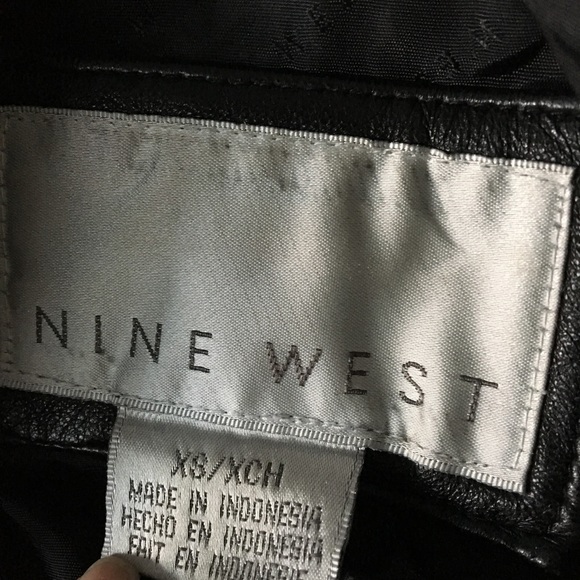 NINE WEST
XS/XCH
MADE IN INDONESIA
HECHO EN INDONESIA
FAIT EN INDONESIE